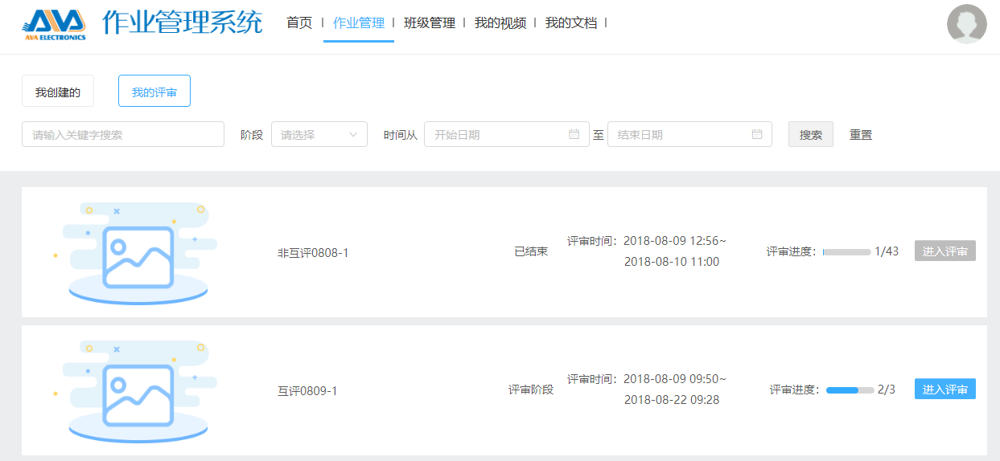 AVA ELECTRONICS 作业管理系统 首页 | 作业管理 | 班级管理 | 我的视频 | 我的文档 |
我创建的 我的评审
请输入关键字搜索 阶段 请选择 时间从 开始日期 至 结束日期 搜索 重置
非互评0808-1 已结束 评审时间：2018-08-09 12:56~
2018-08-10 11:00 评审进度： 1/43 进入评审
互评0809-1 评审阶段 评审时间：2018-08-09 09:50~
2018-08-22 09:28 评审进度： 2/3 进入评审